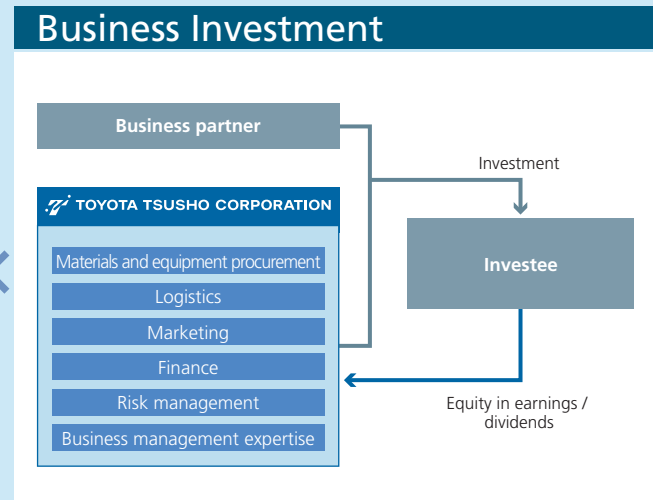 Business Investment
Business partner
Investment
TOYOTA TSUSHO CORPORATION
Materials and equipment procurement
Logistics
Marketing
Finance
Risk management
Business management expertise
Investee
Equity in earnings /
dividends